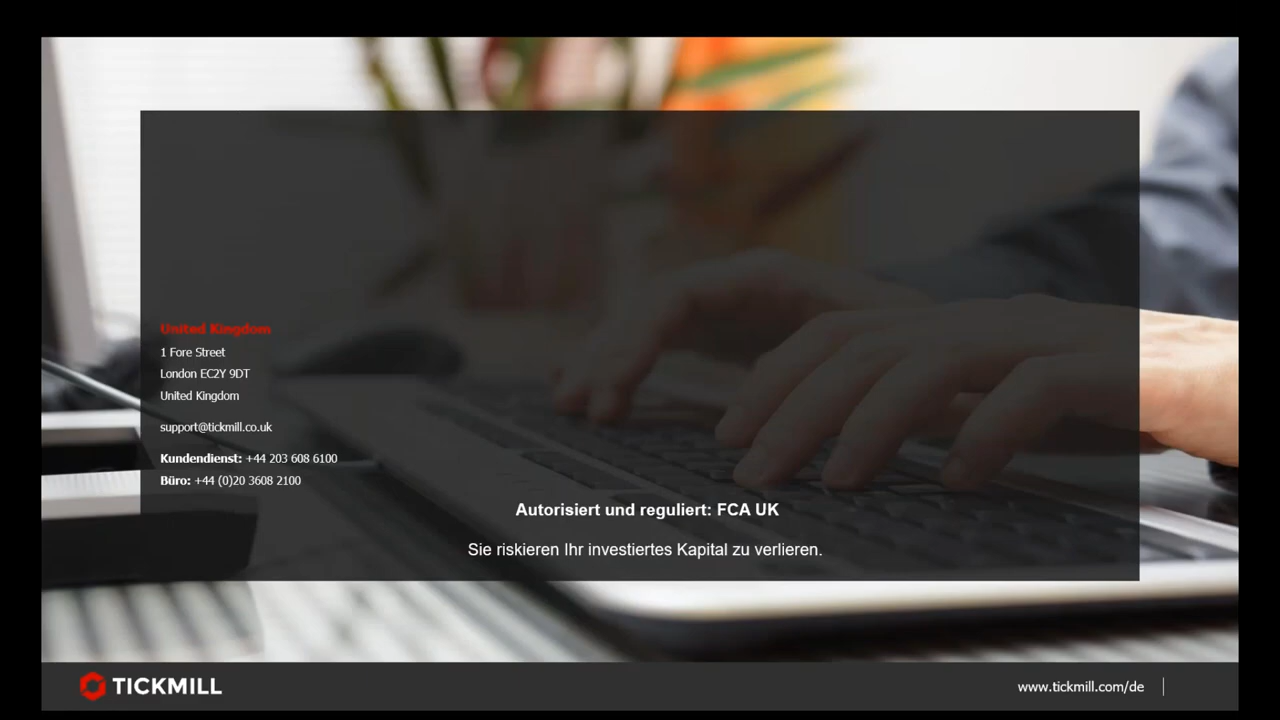 United Kingdom
1 Fore Street
London EC2Y 9DT
United Kingdom
support@tickmill.co.uk
Kundendienst: +44 203 608 6100
Büro: +44 (0)20 3608 2100
Autorisiert und reguliert: FCA UK
Sie riskieren Ihr investiertes Kapital zu verlieren.
TICKMILL
www.tickmill.com/de